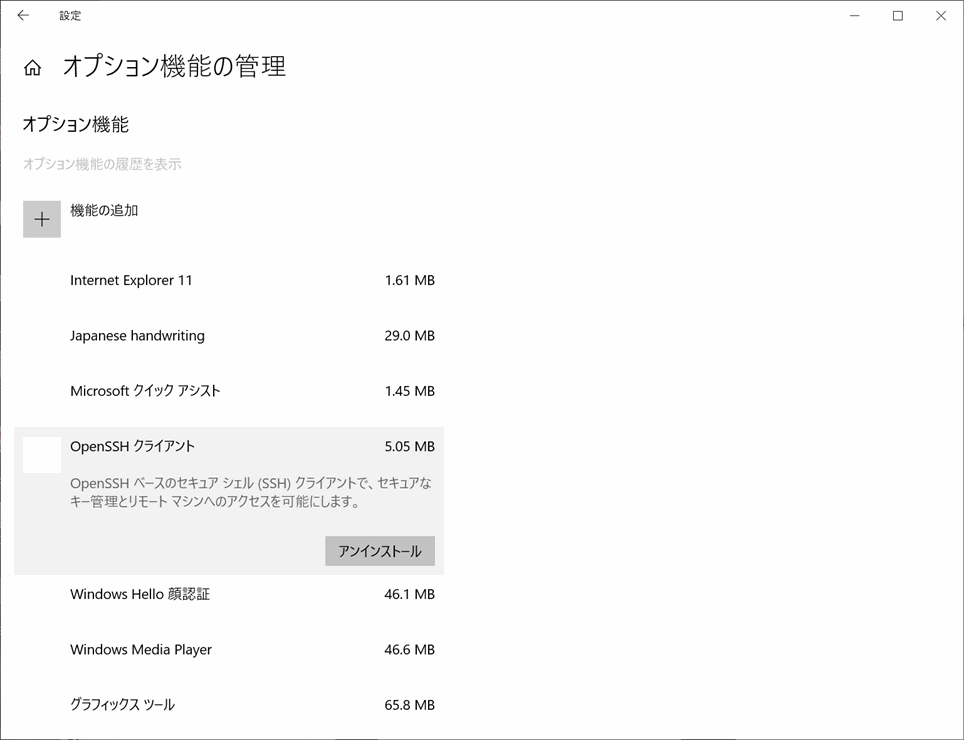 設定
オプション機能の管理
オプション機能
オプション機能の履歴を表示
機能の追加
Internet Explorer 11 1.61 MB
Japanese handwriting 29.0 MB
Microsoft クイック アシスト 1.45 MB
OpenSSH クライアント 5.05 MB
OpenSSH ベースのセキュア シェル (SSH) クライアントで、セキュアな
キー管理とリモート マシンへのアクセスを可能にします。
アンインストール
Windows Hello 顔認証 46.1 MB
Windows Media Player 46.6 MB
グラフィックス ツール 65.8 MB